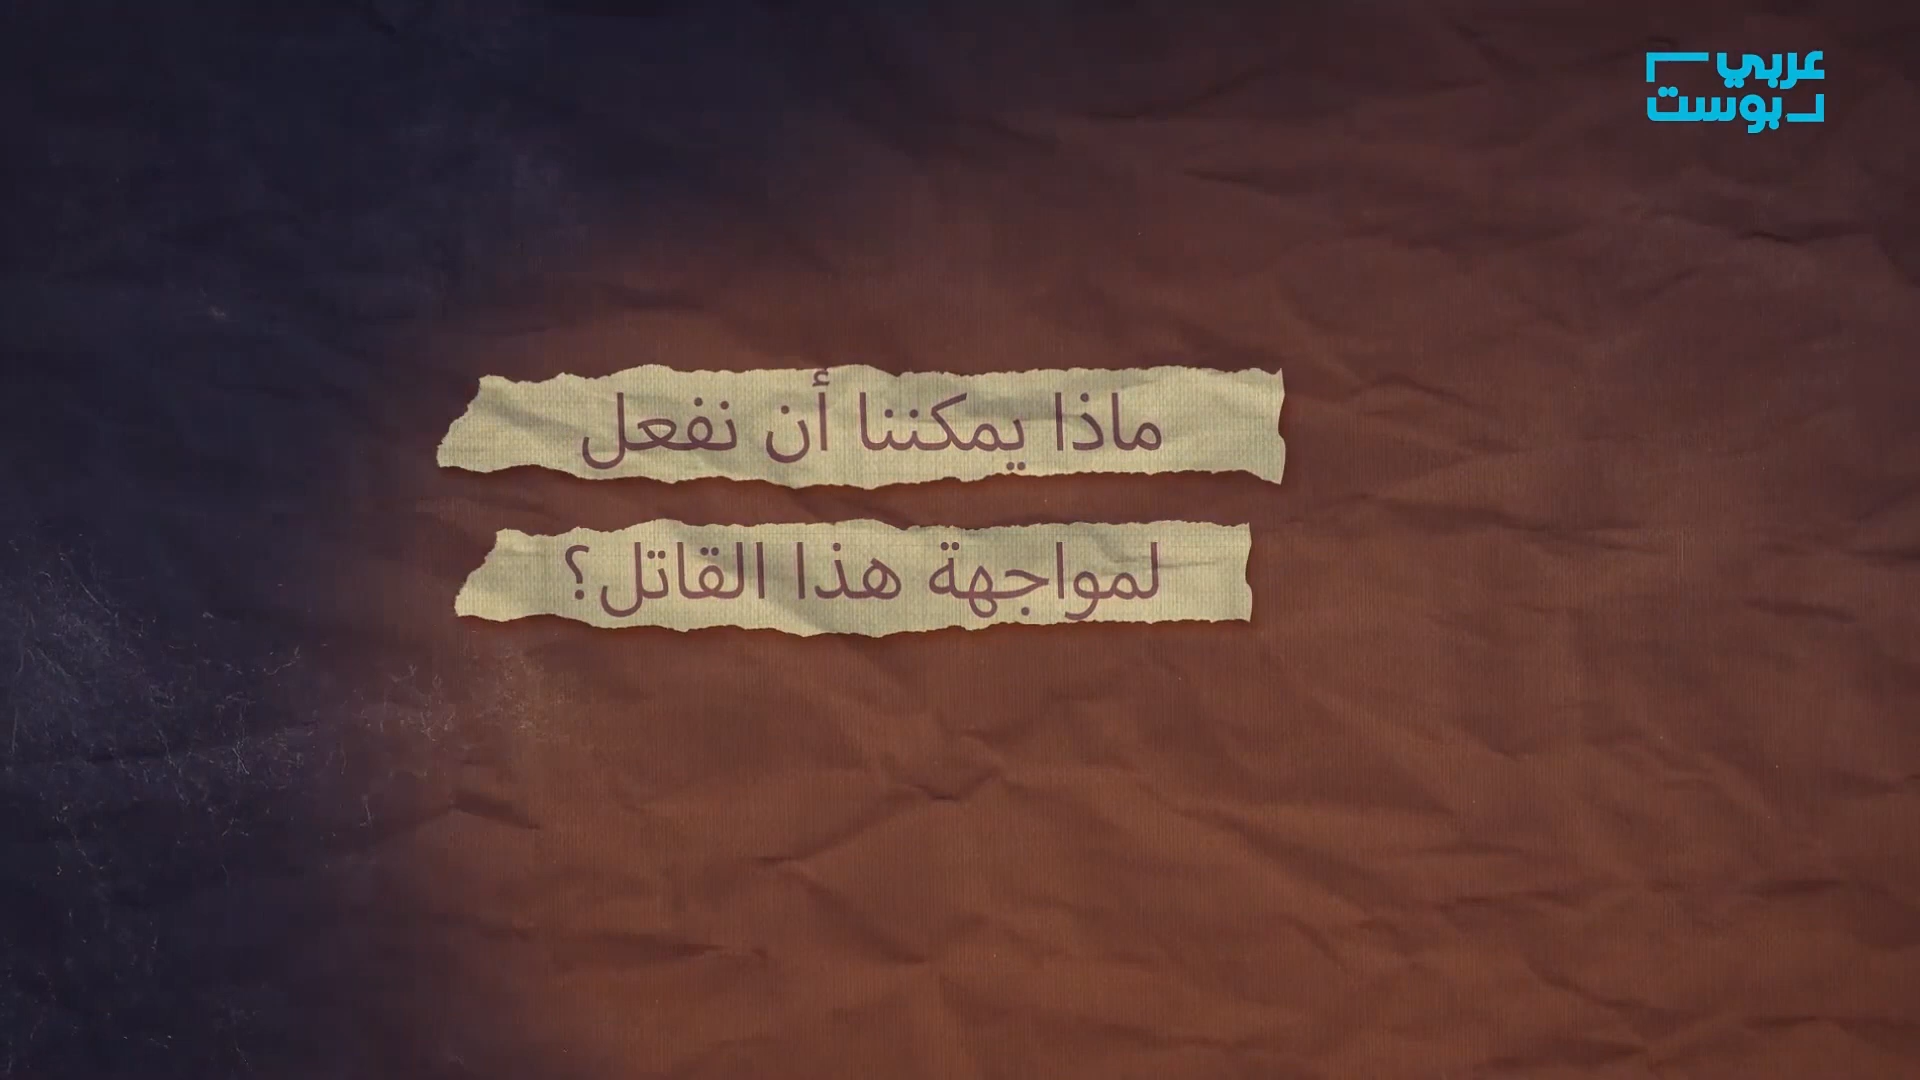 عربي
بوست
ماذا يمكننا أن نفعل
لمواجهة هذا القاتل؟